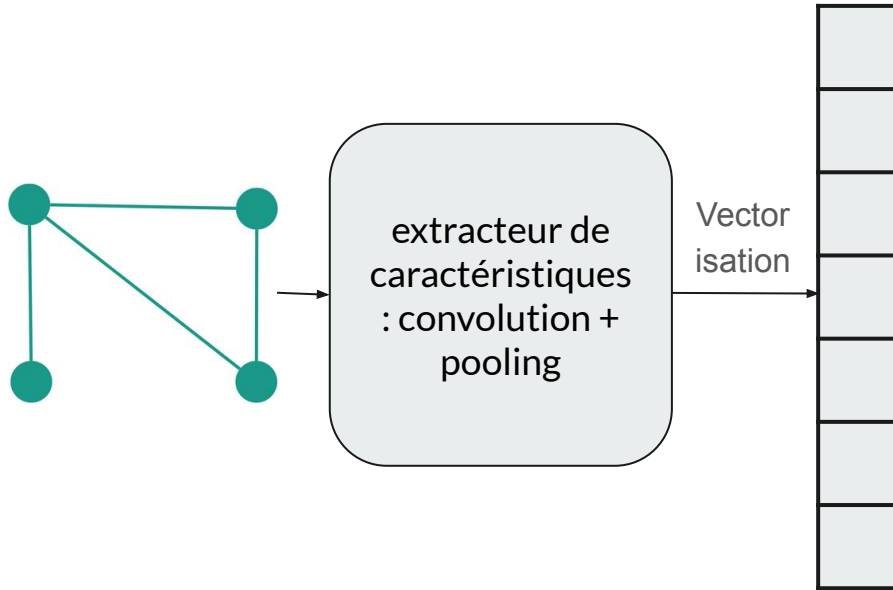 extracteur de
caractéristiques
: convolution +
pooling
Vector
isation